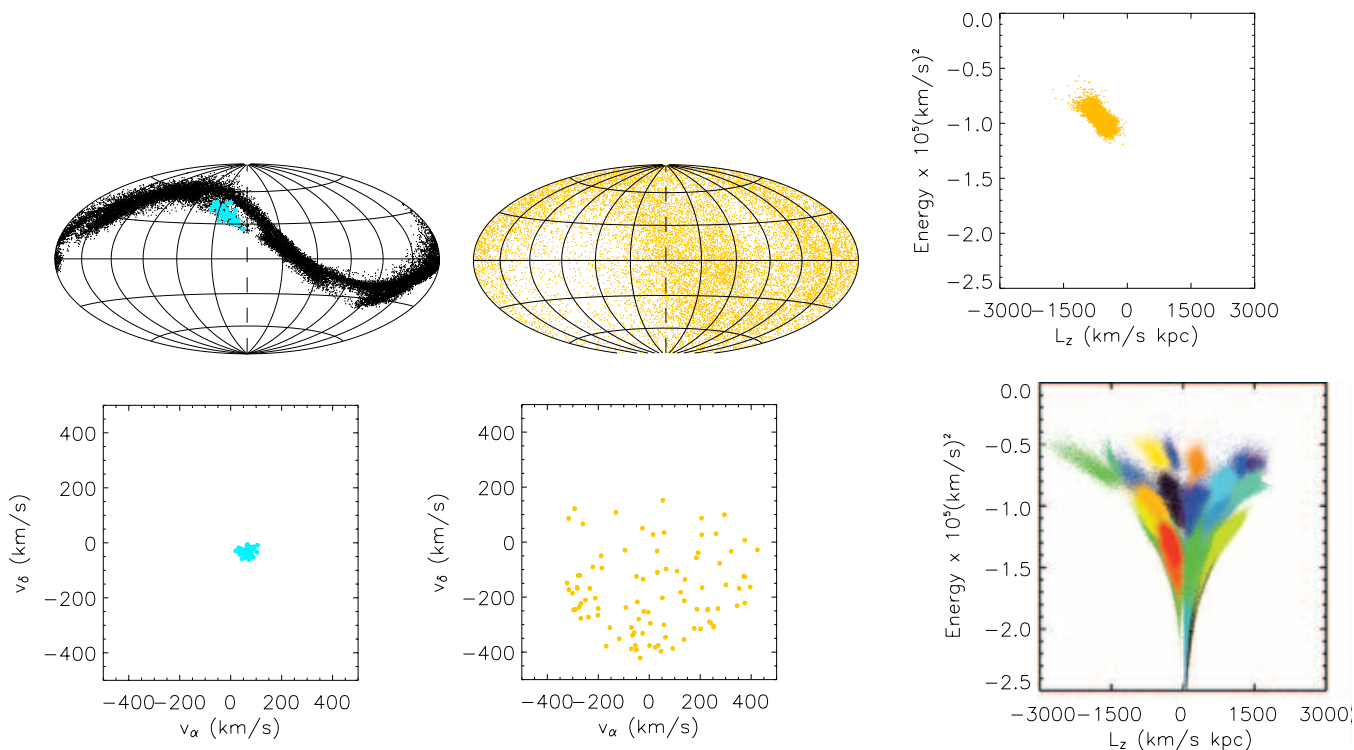 0.0
−0.5
−1.0
−1.5
−2.0
−2.5
Energy x 10⁵(km/s)²
−3000 −1500 0 1500 3000
L_z (km/s kpc)
400
200
0
−200
−400
v_δ (km/s)
−400 −200 0 200 400
v_α (km/s)
400
200
0
−200
−400
v_δ (km/s)
−400 −200 0 200 400
v_α (km/s)
0.0
−0.5
−1.0
−1.5
−2.0
−2.5
Energy x 10⁵(km/s)²
−3000 −1500 0 1500 3000
L_z (km/s kpc)